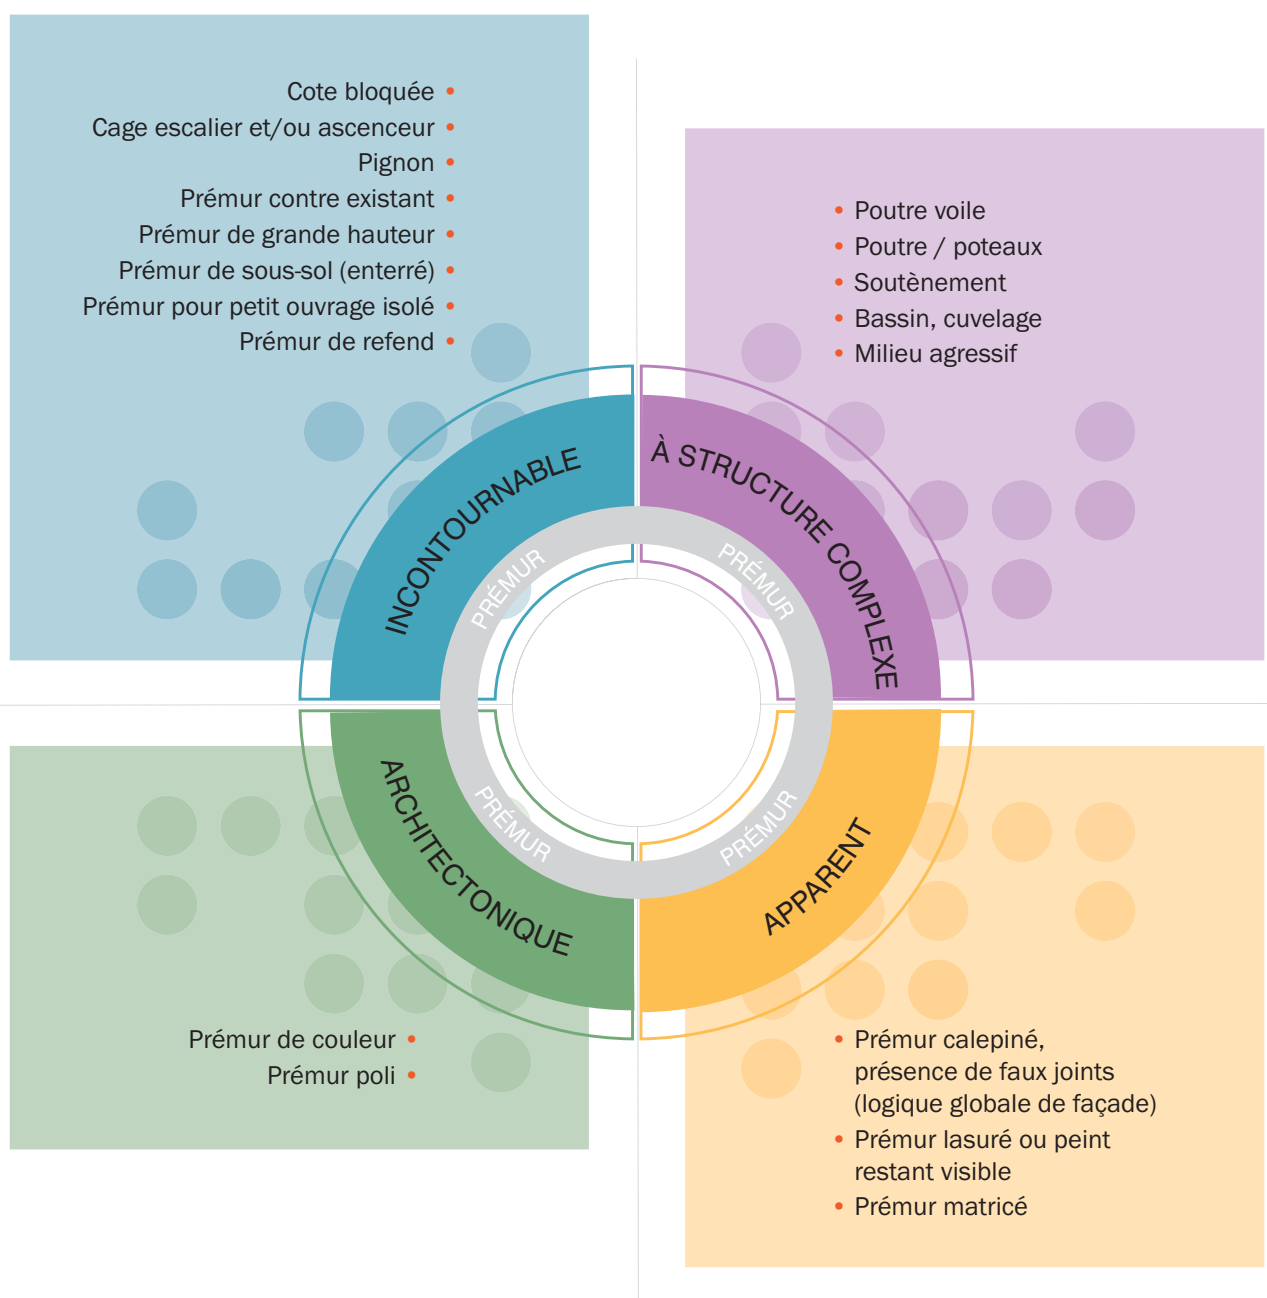 Cote bloquée •
Cage escalier et/ou ascenceur •
Pignon •
Prémur contre existant •
Prémur de grande hauteur •
Prémur de sous-sol (enterré) •
Prémur pour petit ouvrage isolé •
Prémur de refend •
• Poutre voile
• Poutre / poteaux
• Soutènement
• Bassin, cuvelage
• Milieu agressif
INCONTOURNABLE
À STRUCTURE COMPLEXE
PRÉMUR
PRÉMUR
ARCHITECTONIQUE
APPARENT
PRÉMUR
PRÉMUR
Prémur de couleur •
Prémur poli •
• Prémur calepiné,
présence de faux joints
(logique globale de façade)
• Prémur lasuré ou peint
restant visible
• Prémur matricé